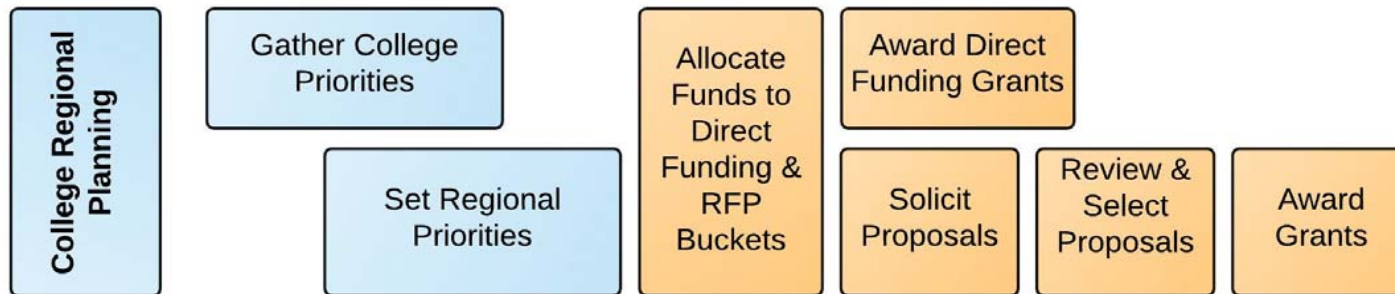 College Regional
Planning
Gather College
Priorities
Set Regional
Priorities
Allocate
Funds to
Direct
Funding &
RFP
Buckets
Award Direct
Funding Grants
Solicit
Proposals
Review &
Select
Proposals
Award
Grants